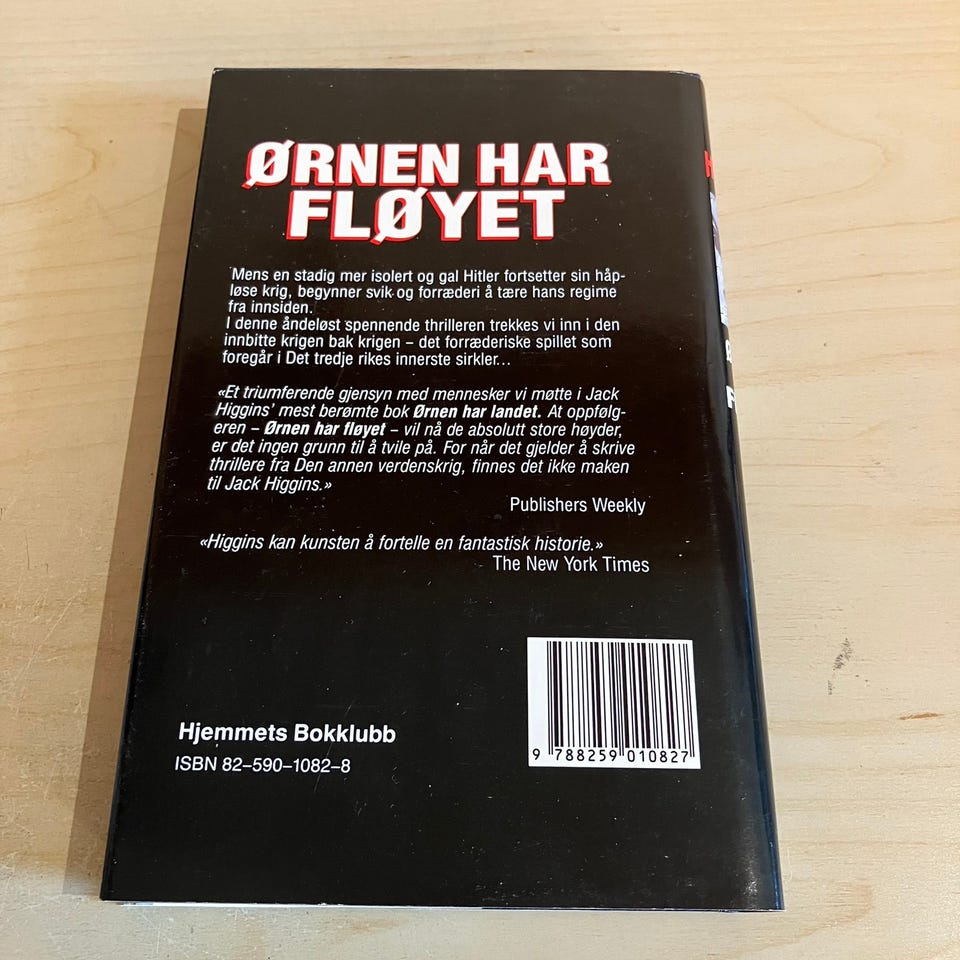 ØRNEN HAR
FLØYET
Mens en stadig mer isolert og gal Hitler fortsetter sin håp-
løse krig, begynner svik og forræderi å tære hans regime
fra innsiden.
I denne åndeløst spennende thrilleren trekkes vi inn i den
innbitte krigen bak krigen – det forræderiske spillet som
foregår i Det tredje rikes innerste sirkler...
«Et triumferende gjensyn med mennesker vi møtte i Jack
Higgins' mest berømte bok Ørnen har landet. At oppfølg-
eren – Ørnen har fløyet – vil nå de absolutt store høyder,
er det ingen grunn til å tvile på. For når det gjelder å skrive
thrillere fra Den annen verdenskrig, finnes det ikke maken
til Jack Higgins.»
Publishers Weekly
«Higgins kan kunsten å fortelle en fantastisk historie.»
The New York Times
Hjemmets Bokklubb
ISBN 82–590–1082–8
9 788259 010827